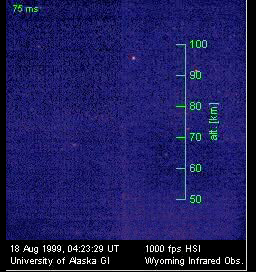 75 ms
100
90
80
70
60
50
alt. [km]
18 Aug 1999, 04:23:29 UT 1000 fps HSI
University of Alaska GI Wyoming Infrared Obs.